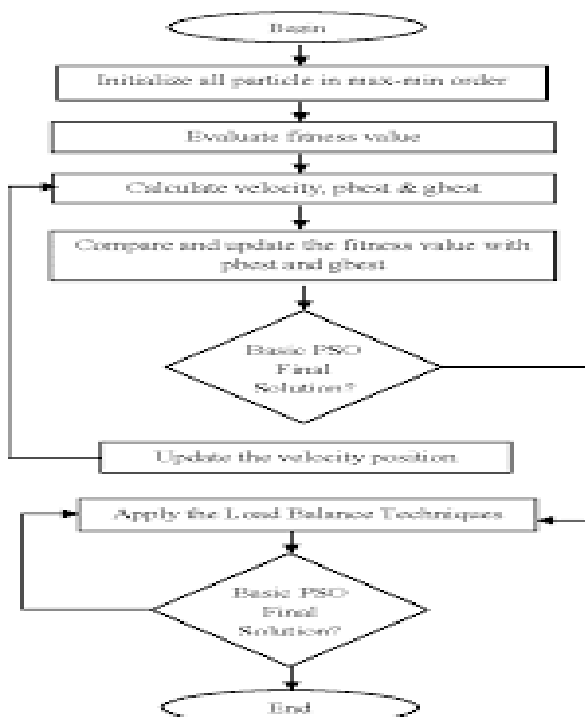 Begin
Initialize all particle in max-min order
Evaluate fitness value
Calculate velocity, pbest & gbest
Compare and update the fitness value with
pbest and gbest
Basic PSO
Final
Solution?
Update the velocity position
Apply the Load Balance Techniques
Basic PSO
Final
Solution?
End